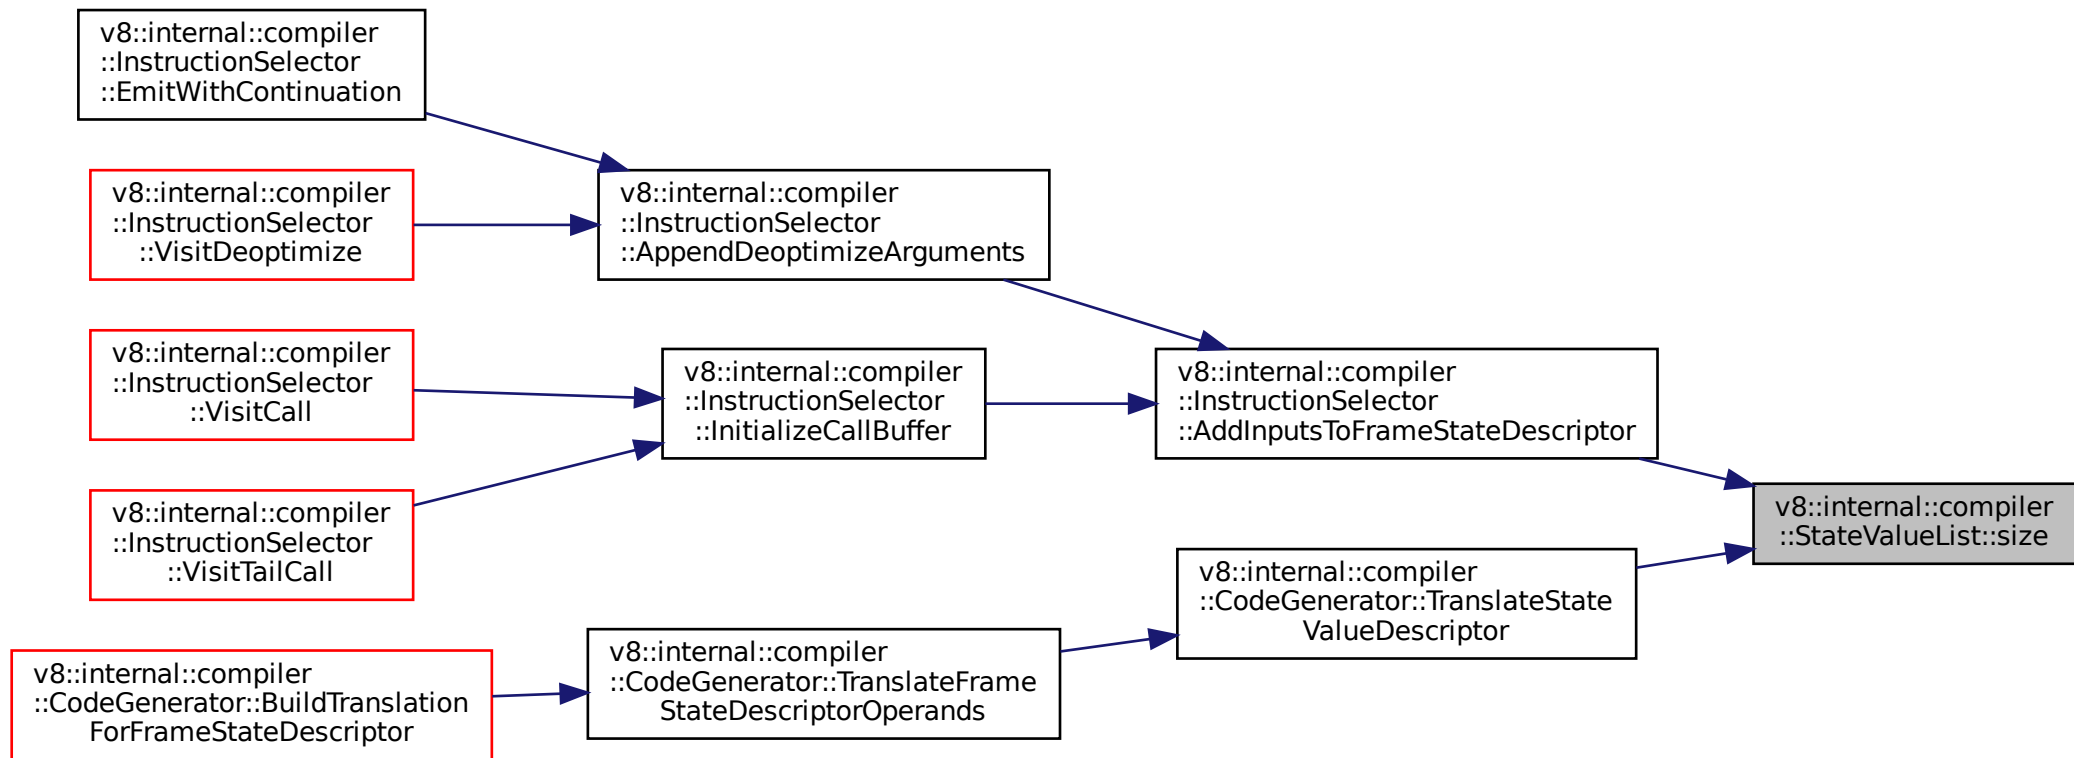 v8::internal::compiler
::InstructionSelector
::EmitWithContinuation
v8::internal::compiler
::InstructionSelector
::VisitDeoptimize
v8::internal::compiler
::InstructionSelector
::AppendDeoptimizeArguments
v8::internal::compiler
::InstructionSelector
::VisitCall
v8::internal::compiler
::InstructionSelector
::InitializeCallBuffer
v8::internal::compiler
::InstructionSelector
::AddInputsToFrameStateDescriptor
v8::internal::compiler
::InstructionSelector
::VisitTailCall
v8::internal::compiler
::StateValueList::size
v8::internal::compiler
::CodeGenerator::TranslateState
ValueDescriptor
v8::internal::compiler
::CodeGenerator::TranslateFrame
StateDescriptorOperands
v8::internal::compiler
::CodeGenerator::BuildTranslation
ForFrameStateDescriptor